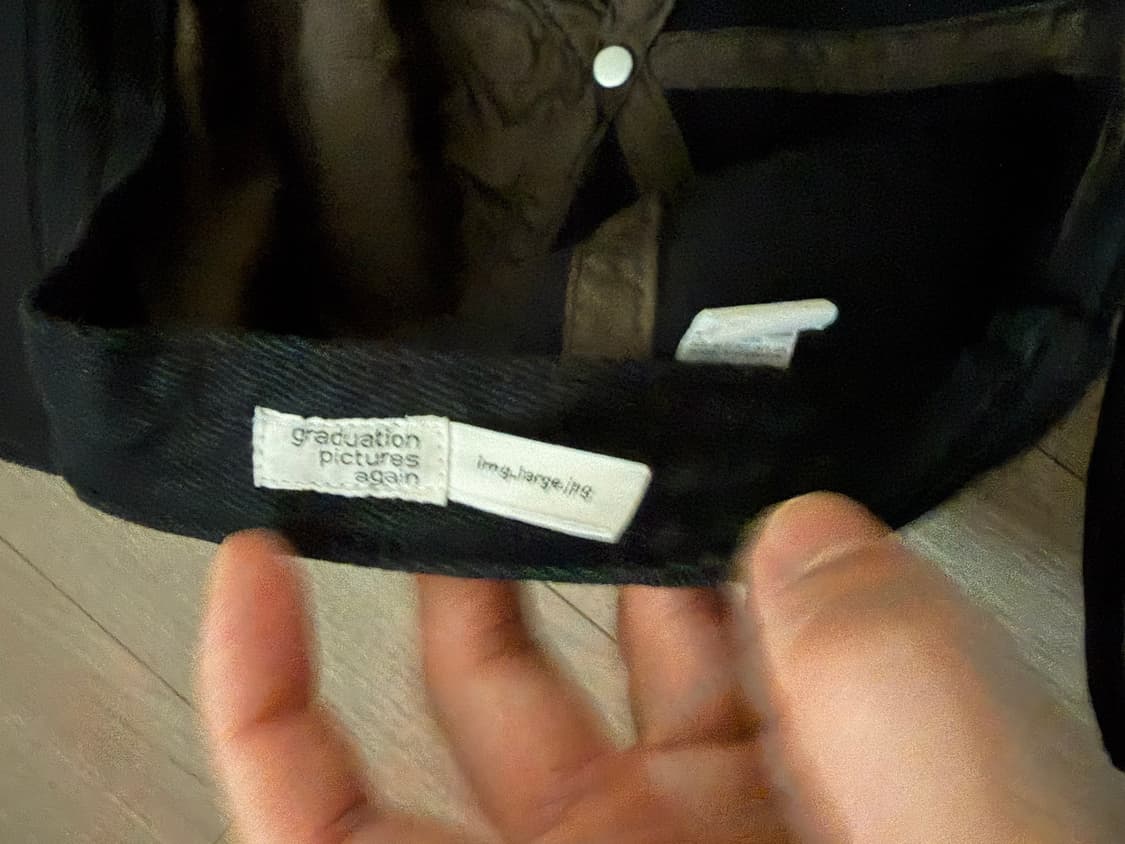 graduation
pictures
again
img_large.jpg